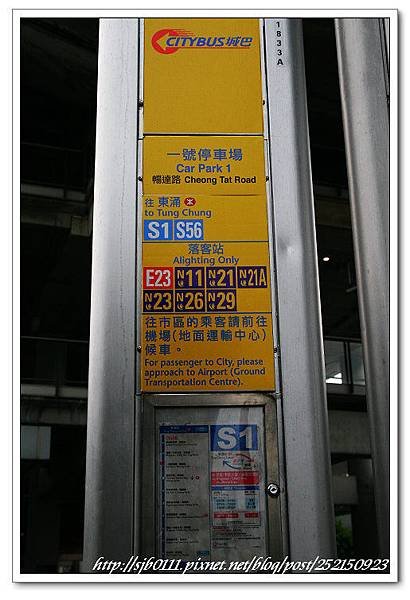 CITYBUS 城巴
1833A
一號停車場
Car Park 1
暢達路 Cheong Tat Road
往 東涌
to Tung Chung
S1 S56
落客站
Alighting Only
E23 N11 N21 N21A
N23 N26 N29
往市區的乘客請前往
機場(地面運輸中心)
候車。
For passenger to City, please
approach to Airport (Ground
Transportation Centre).
S1
http://sjb0111.pixnet.net/blog/post/252150923